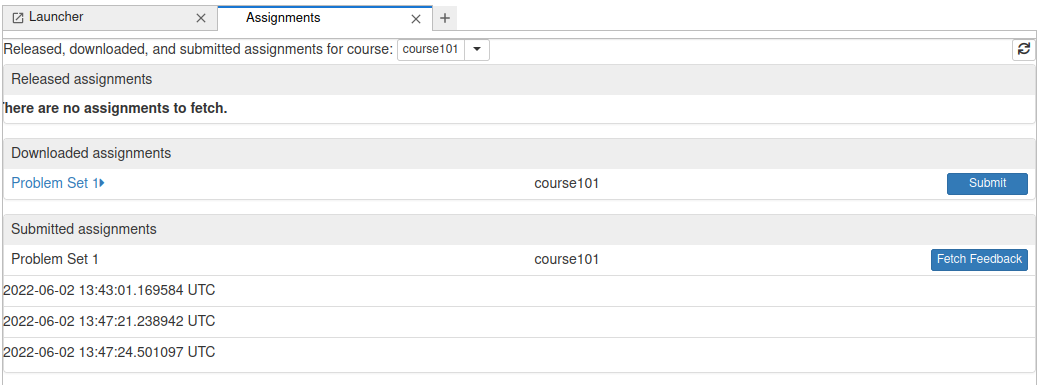 Launcher
Assignments
Released, downloaded, and submitted assignments for course: course101
Released assignments
There are no assignments to fetch.
Downloaded assignments
Problem Set 1 course101 Submit
Submitted assignments
Problem Set 1 course101 Fetch Feedback
2022-06-02 13:43:01.169584 UTC
2022-06-02 13:47:21.238942 UTC
2022-06-02 13:47:24.501097 UTC